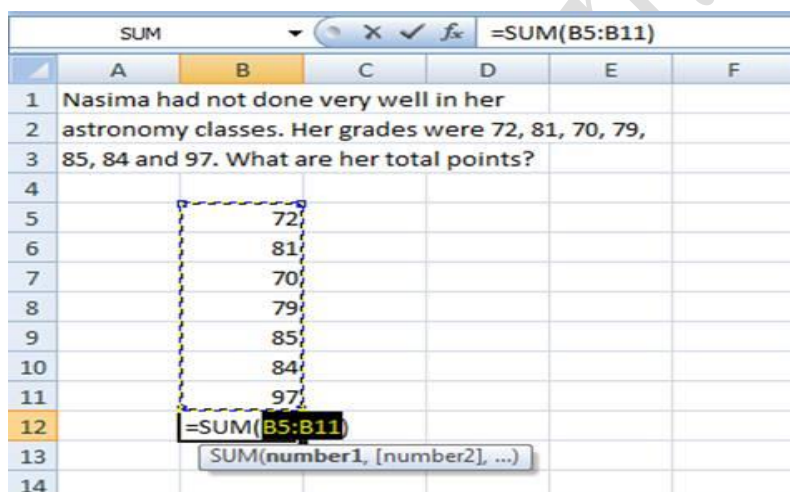 SUM =SUM(B5:B11)
A B C D E F
1 Nasima had not done very well in her
2 astronomy classes. Her grades were 72, 81, 70, 79,
3 85, 84 and 97. What are her total points?
4
5 72
6 81
7 70
8 79
9 85
10 84
11 97
12 =SUM(B5:B11)
13 SUM(number1, [number2], ...)
14